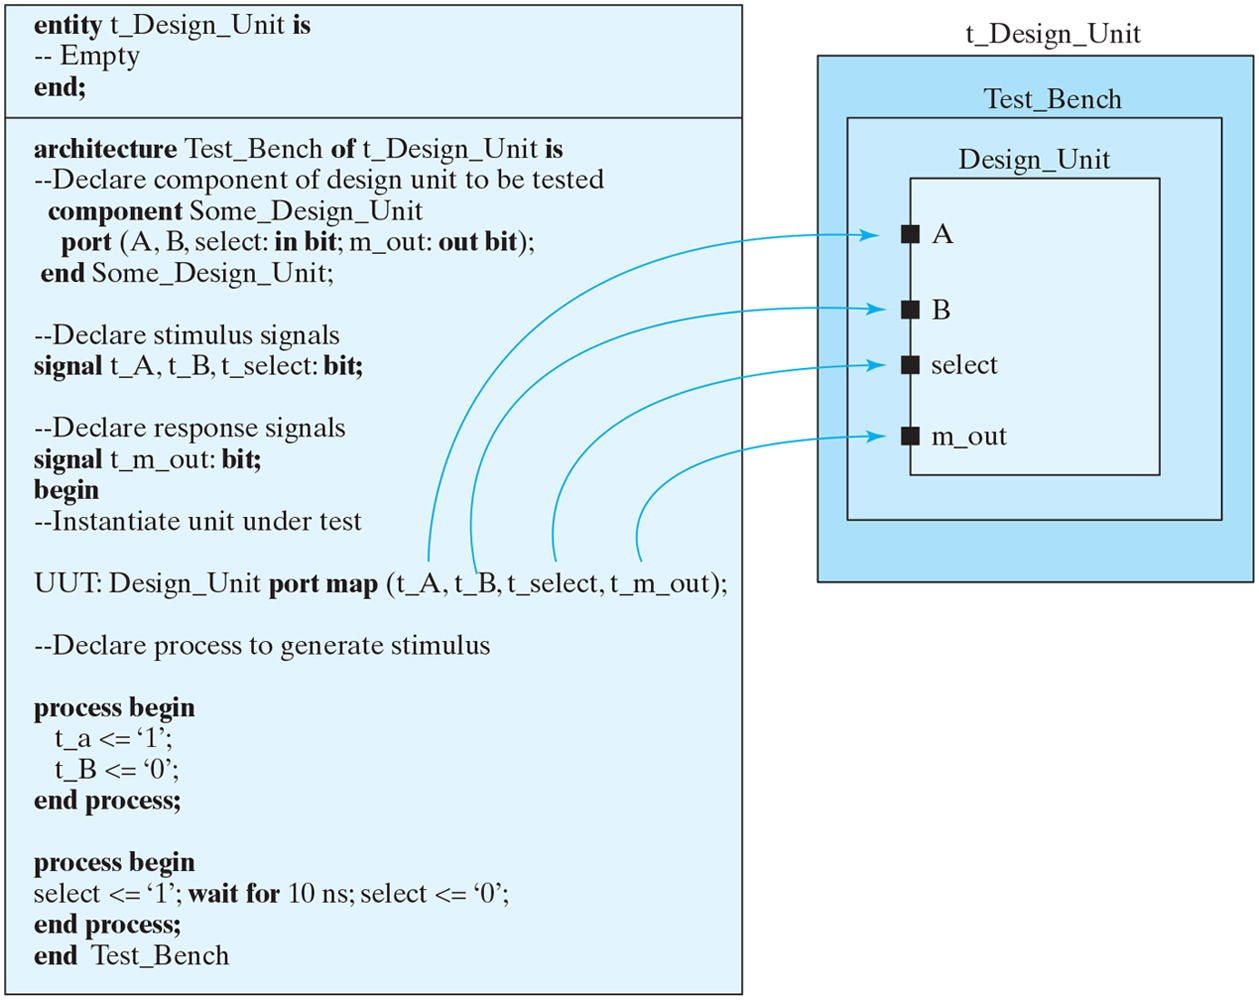 entity t_Design_Unit is
-- Empty
end;
architecture Test_Bench of t_Design_Unit is
--Declare component of design unit to be tested
component Some_Design_Unit
port (A, B, select: in bit; m_out: out bit);
end Some_Design_Unit;
--Declare stimulus signals
signal t_A, t_B, t_select: bit;
--Declare response signals
signal t_m_out: bit;
begin
--Instantiate unit under test
UUT: Design_Unit port map (t_A, t_B, t_select, t_m_out);
--Declare process to generate stimulus
process begin
t_a <= ‘1’;
t_B <= ‘0’;
end process;
process begin
select <= ‘1’; wait for 10 ns; select <= ‘0’;
end process;
end Test_Bench
t_Design_Unit
Test_Bench
Design_Unit
A
B
select
m_out